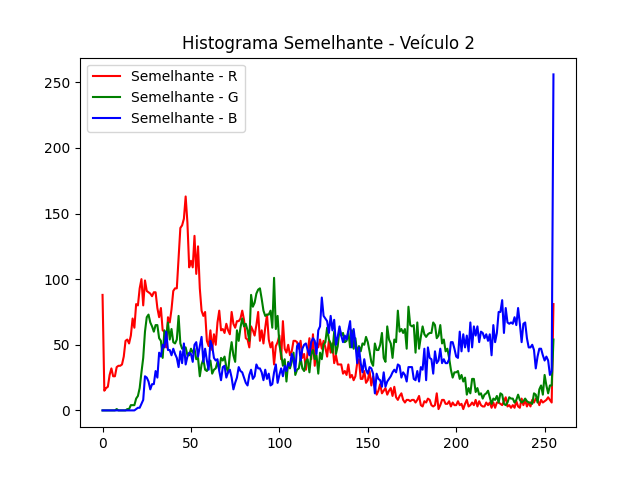 Histograma Semelhante - Veículo 2
Semelhante - R
Semelhante - G
Semelhante - B
250
200
150
100
50
0
0 50 100 150 200 250